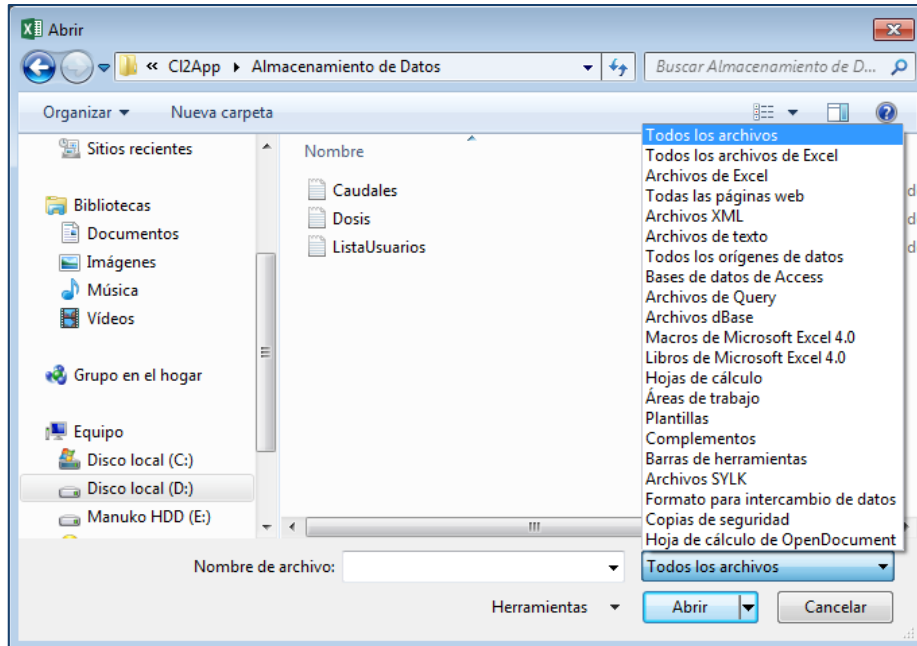 Abrir
« Cl2App ▸ Almacenamiento de Datos
Buscar Almacenamiento de D...
Organizar
Nueva carpeta
Sitios recientes
Bibliotecas
Documentos
Imágenes
Música
Vídeos
Grupo en el hogar
Equipo
Disco local (C:)
Disco local (D:)
Manuko HDD (E:)
Nombre
Caudales
Dosis
ListaUsuarios
Todos los archivos
Todos los archivos de Excel
Archivos de Excel
Todas las páginas web
Archivos XML
Archivos de texto
Todos los orígenes de datos
Bases de datos de Access
Archivos de Query
Archivos dBase
Macros de Microsoft Excel 4.0
Libros de Microsoft Excel 4.0
Hojas de cálculo
Áreas de trabajo
Plantillas
Complementos
Barras de herramientas
Archivos SYLK
Formato para intercambio de datos
Copias de seguridad
Hoja de cálculo de OpenDocument
Nombre de archivo:
Todos los archivos
Herramientas
Abrir
Cancelar